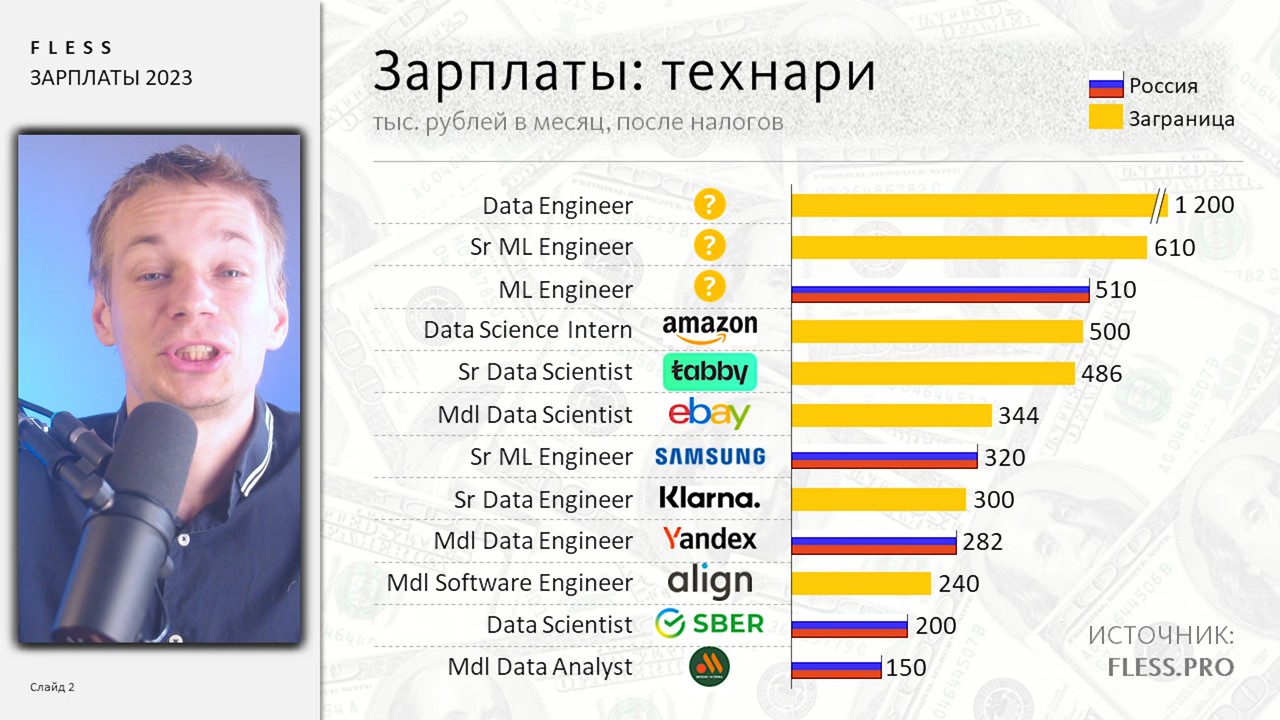 FLESS
ЗАРПЛАТЫ 2023
Зарплаты: технари
тыс. рублей в месяц, после налогов
Россия
Заграница
Data Engineer ? 1 200
Sr ML Engineer ? 610
ML Engineer ? 510
Data Science Intern amazon 500
Sr Data Scientist tabby 486
Mdl Data Scientist ebay 344
Sr ML Engineer SAMSUNG 320
Sr Data Engineer Klarna. 300
Mdl Data Engineer Yandex 282
Mdl Software Engineer align 240
Data Scientist SBER 200
Mdl Data Analyst 150
ИСТОЧНИК:
FLESS.PRO
Слайд 2